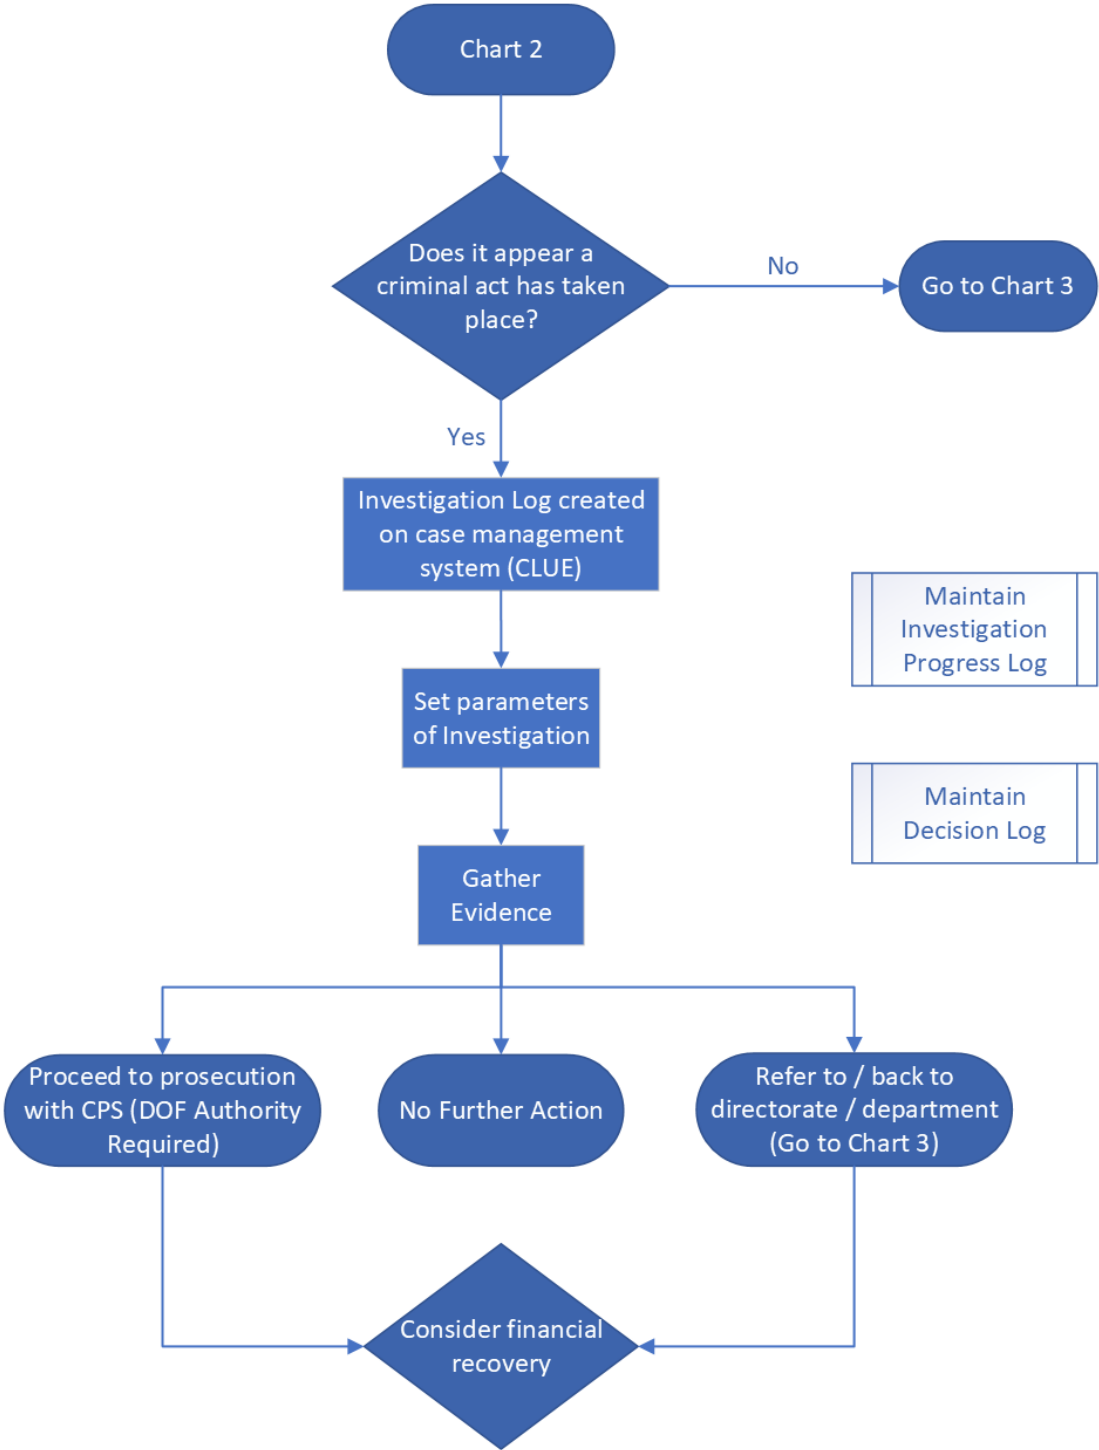 Chart 2
Does it appear a
criminal act has taken
place?
No
Go to Chart 3
Yes
Investigation Log created
on case management
system (CLUE)
Maintain
Investigation
Progress Log
Set parameters
of Investigation
Maintain
Decision Log
Gather
Evidence
Proceed to prosecution
with CPS (DOF Authority
Required)
No Further Action
Refer to / back to
directorate / department
(Go to Chart 3)
Consider financial
recovery